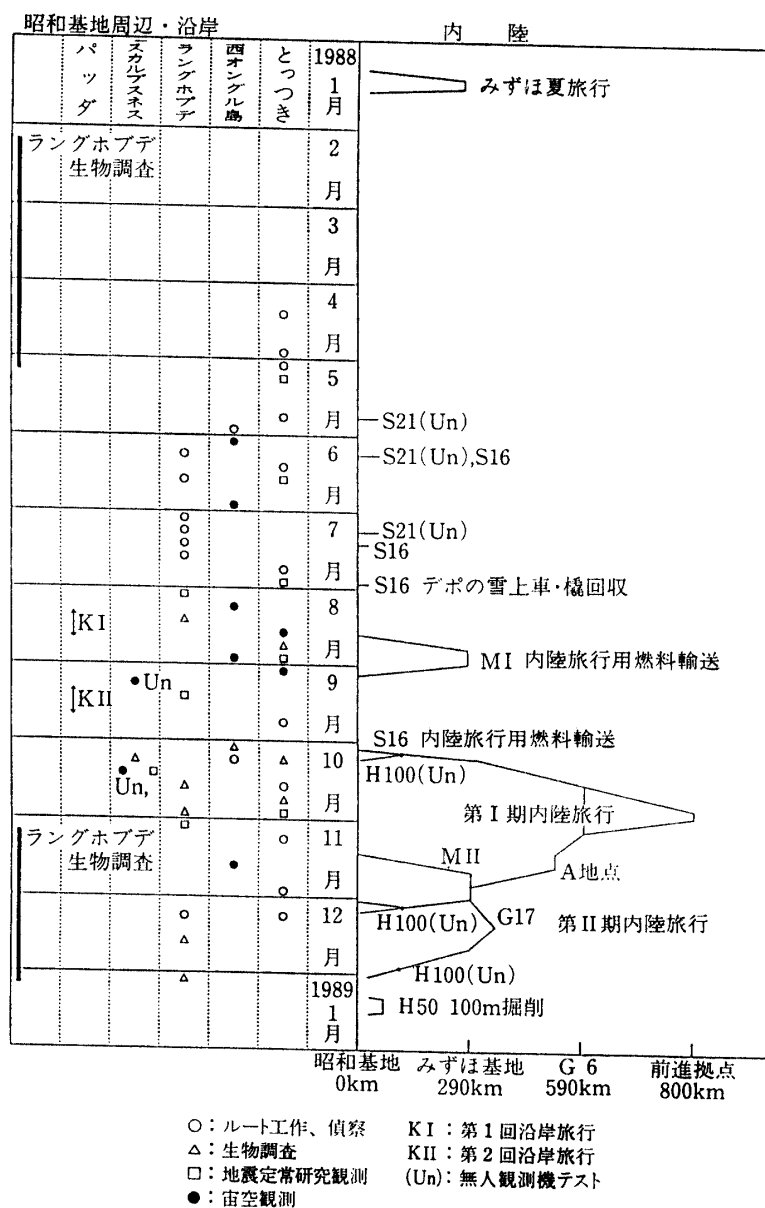 昭和基地周辺・沿岸
内 陸
パッダ
スカルブスネス
ラングホブデ
西オングル島
とっつき
1988
1
月
みずほ夏旅行
ラングホブデ
生物調査
2
月
3
月
4
月
5
月
S21(Un)
6
月
S21(Un),S16
7
月
S21(Un)
S16
S16 デポの雪上車・橇回収
8
月
KI
MI 内陸旅行用燃料輸送
9
月
Un
KII
S16 内陸旅行用燃料輸送
10
月
Un,
H100(Un)
第I期内陸旅行
ラングホブデ
生物調査
11
月
MII
A地点
12
月
H100(Un)
G17
第II期内陸旅行
H100(Un)
1989
1
月
H50 100m掘削
昭和基地 みずほ基地 G6 前進拠点
0km 290km 590km 800km
○：ルート工作、偵察 KI：第1回沿岸旅行
△：生物調査 KII：第2回沿岸旅行
□：地震定常研究観測 (Un)：無人観測機テスト
●：宙空観測